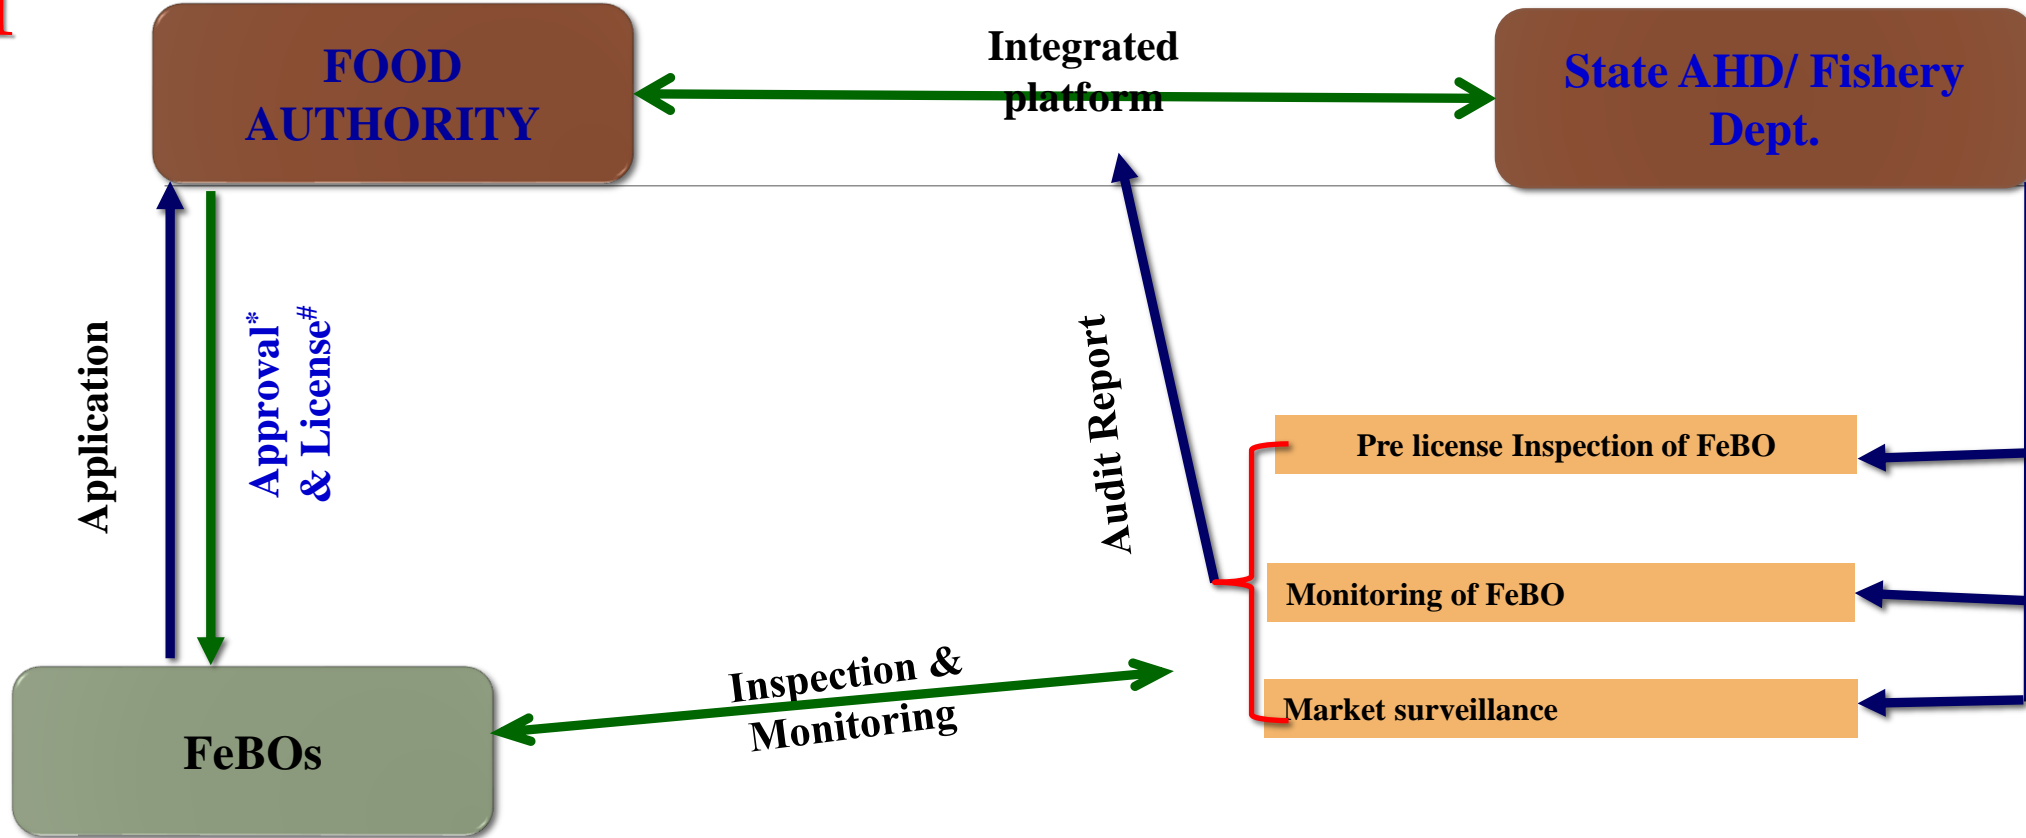 FOOD
AUTHORITY
Integrated
platform
State AHD/ Fishery
Dept.
Application
Approval*
& License#
Audit Report
Pre license Inspection of FeBO
Monitoring of FeBO
Market surveillance
Inspection &
Monitoring
FeBOs